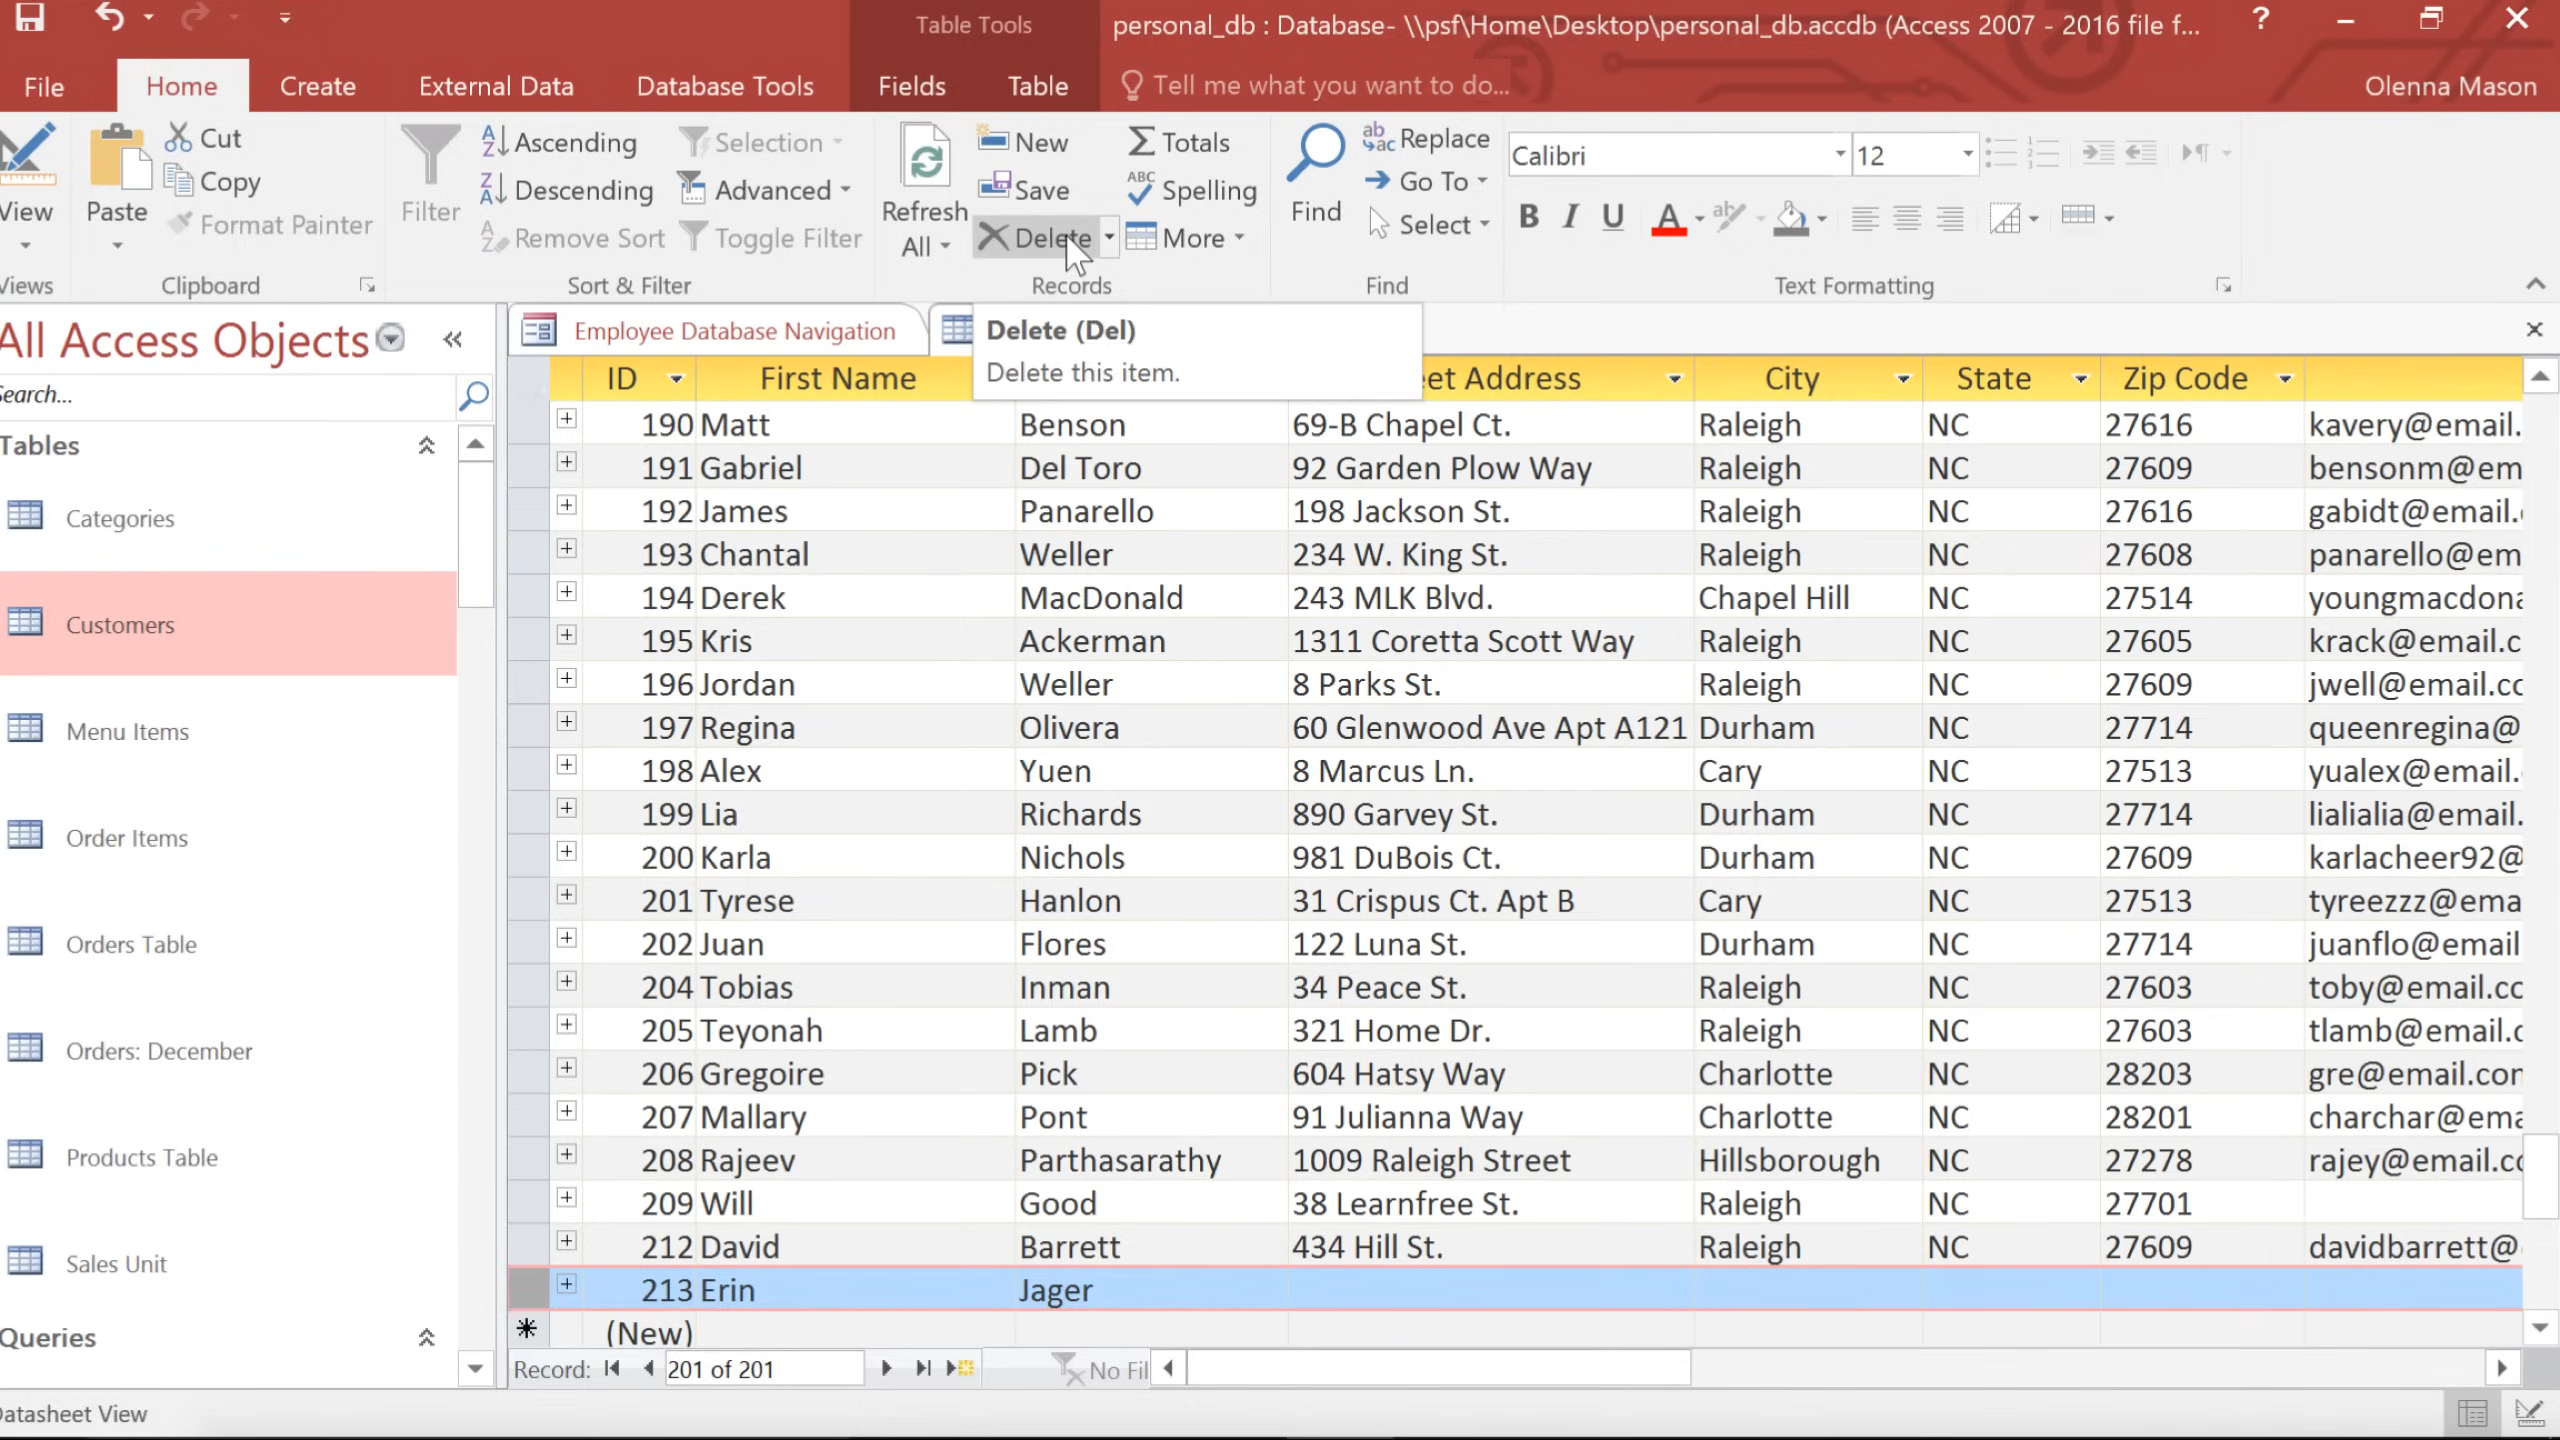 Table Tools
personal_db : Database- \\psf\Home\Desktop\personal_db.accdb (Access 2007 - 2016 file f...
?
File Home Create External Data Database Tools Fields Table Tell me what you want to do... Olenna Mason
View
Paste
Cut
Copy
Format Painter
Filter
Ascending
Descending
Remove Sort
Selection
Advanced
Toggle Filter
Refresh
All
New
Save
Delete
Totals
Spelling
More
Find
Replace
Go To
Select
Calibri 12
B I U A
Views Clipboard Sort & Filter Records Find Text Formatting
All Access Objects
Search...
Tables
Categories
Customers
Menu Items
Order Items
Orders Table
Orders: December
Products Table
Sales Unit
Queries
Employee Database Navigation
Delete (Del)
Delete this item.
ID First Name eet Address City State Zip Code
190 Matt Benson 69-B Chapel Ct. Raleigh NC 27616 kavery@email.
191 Gabriel Del Toro 92 Garden Plow Way Raleigh NC 27609 bensonm@em
192 James Panarello 198 Jackson St. Raleigh NC 27616 gabidt@email.
193 Chantal Weller 234 W. King St. Raleigh NC 27608 panarello@em
194 Derek MacDonald 243 MLK Blvd. Chapel Hill NC 27514 youngmacdona
195 Kris Ackerman 1311 Coretta Scott Way Raleigh NC 27605 krack@email.c
196 Jordan Weller 8 Parks St. Raleigh NC 27609 jwell@email.cc
197 Regina Olivera 60 Glenwood Ave Apt A121 Durham NC 27714 queenregina@
198 Alex Yuen 8 Marcus Ln. Cary NC 27513 yualex@email.
199 Lia Richards 890 Garvey St. Durham NC 27714 lialialia@email.
200 Karla Nichols 981 DuBois Ct. Durham NC 27609 karlacheer92@
201 Tyrese Hanlon 31 Crispus Ct. Apt B Cary NC 27513 tyreezzz@ema
202 Juan Flores 122 Luna St. Durham NC 27714 juanflo@email
204 Tobias Inman 34 Peace St. Raleigh NC 27603 toby@email.cc
205 Teyonah Lamb 321 Home Dr. Raleigh NC 27603 tlamb@email.c
206 Gregoire Pick 604 Hatsy Way Charlotte NC 28203 gre@email.con
207 Mallary Pont 91 Julianna Way Charlotte NC 28201 charchar@ema
208 Rajeev Parthasarathy 1009 Raleigh Street Hillsborough NC 27278 rajey@email.cc
209 Will Good 38 Learnfree St. Raleigh NC 27701
212 David Barrett 434 Hill St. Raleigh NC 27609 davidbarrett@
213 Erin Jager
(New)
Record: 201 of 201 No Fil
Datasheet View